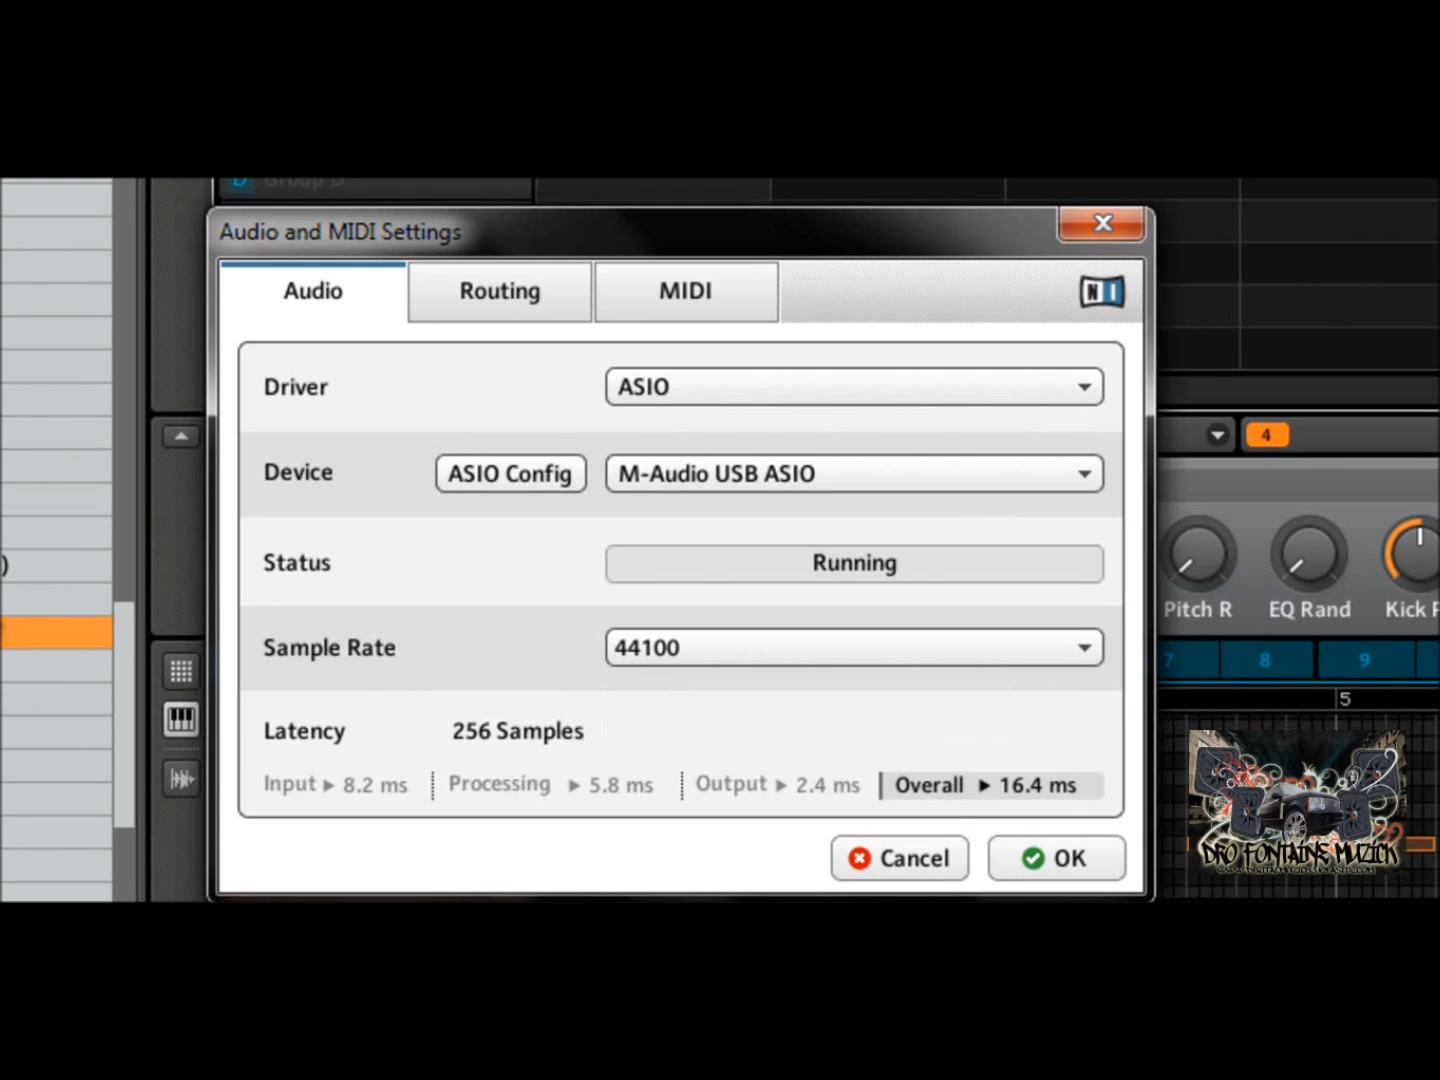 D Group D
Audio and MIDI Settings
Audio Routing MIDI
NI
Driver ASIO
Device ASIO Config M-Audio USB ASIO
4
)
Status Running
Pitch R EQ Rand Kick
Sample Rate 44100
7 8 9
5
Latency 256 Samples
Input 8.2 ms Processing 5.8 ms Output 2.4 ms Overall 16.4 ms
Cancel OK
DRO FONTAINE MUZICK